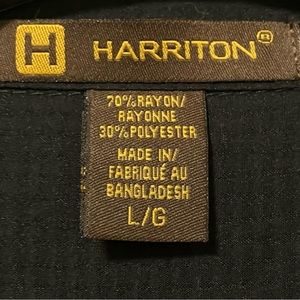 H HARRITON®
70% RAYON/
RAYONNE
30% POLYESTER
MADE IN/
FABRIQUÉ AU
BANGLADESH
L/G